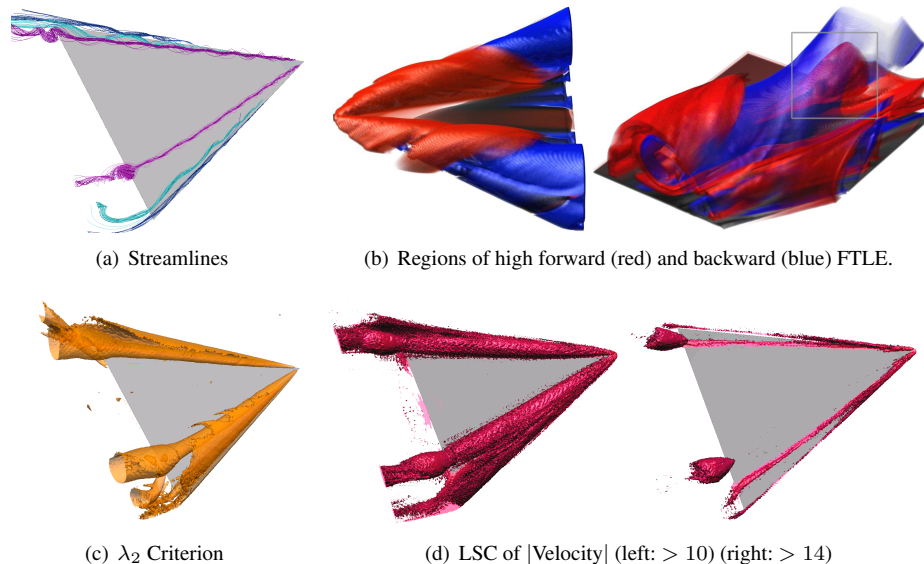 (a) Streamlines
(b) Regions of high forward (red) and backward (blue) FTLE.
(c) λ₂ Criterion
(d) LSC of |Velocity| (left: > 10) (right: > 14)